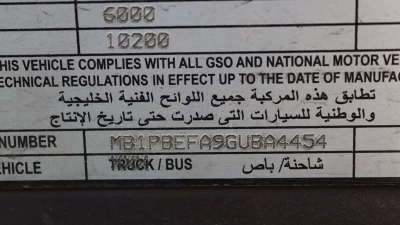 6000
10200
HIS VEHICLE COMPLIES WITH ALL GSO AND NATIONAL MOTOR VE
ECHNICAL REGULATIONS IN EFFECT UP TO THE DATE OF MANUFAC
تطابق هذه المركبة جميع اللوائح الفنية الخليجية
والوطنية للسيارات التى صدرت حتى تاريخ الإنتاج
NUMBER MB1PBEFA9GUBA4454
EHICLE TRUCK / BUS شاحنة/ باص